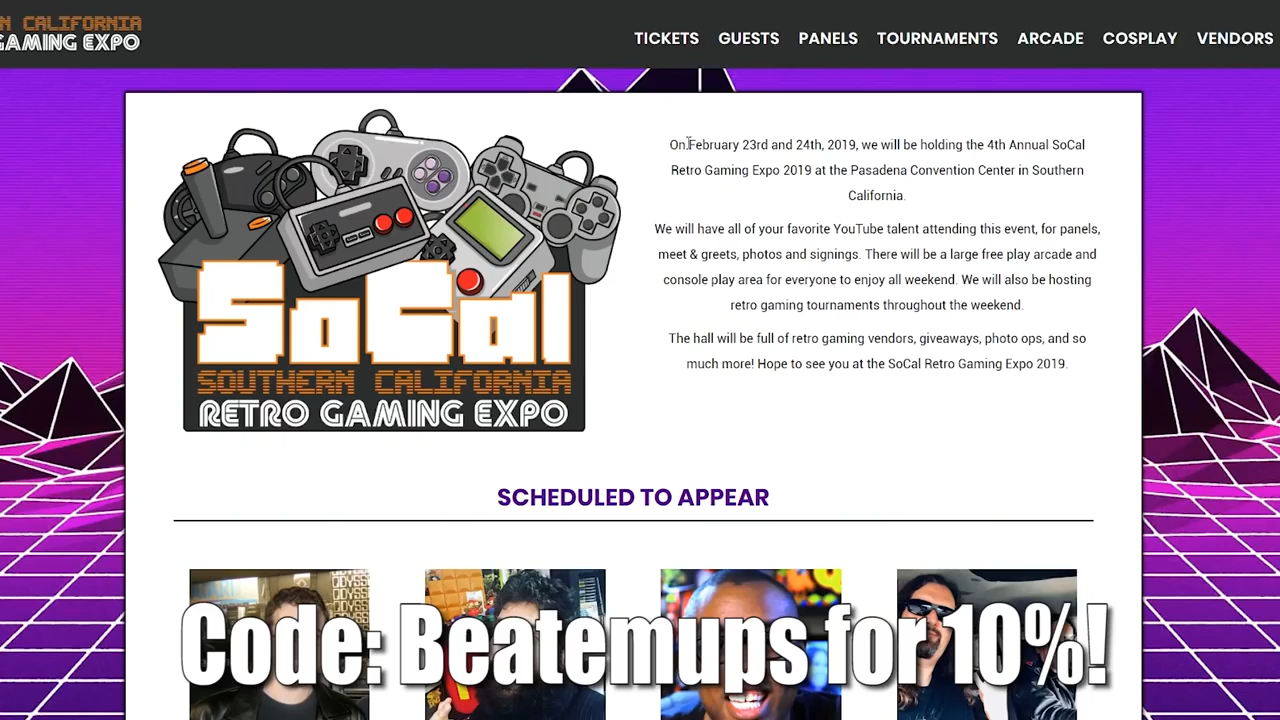 N CALIFORNIA
GAMING EXPO
TICKETS GUESTS PANELS TOURNAMENTS ARCADE COSPLAY VENDORS
On February 23rd and 24th, 2019, we will be holding the 4th Annual SoCal
Retro Gaming Expo 2019 at the Pasadena Convention Center in Southern
California.
We will have all of your favorite YouTube talent attending this event, for panels,
meet & greets, photos and signings. There will be a large free play arcade and
console play area for everyone to enjoy all weekend. We will also be hosting
retro gaming tournaments throughout the weekend.
The hall will be full of retro gaming vendors, giveaways, photo ops, and so
much more! Hope to see you at the SoCal Retro Gaming Expo 2019.
SoCal
SOUTHERN CALIFORNIA
RETRO GAMING EXPO
SCHEDULED TO APPEAR
Code: Beatemups for 10%!